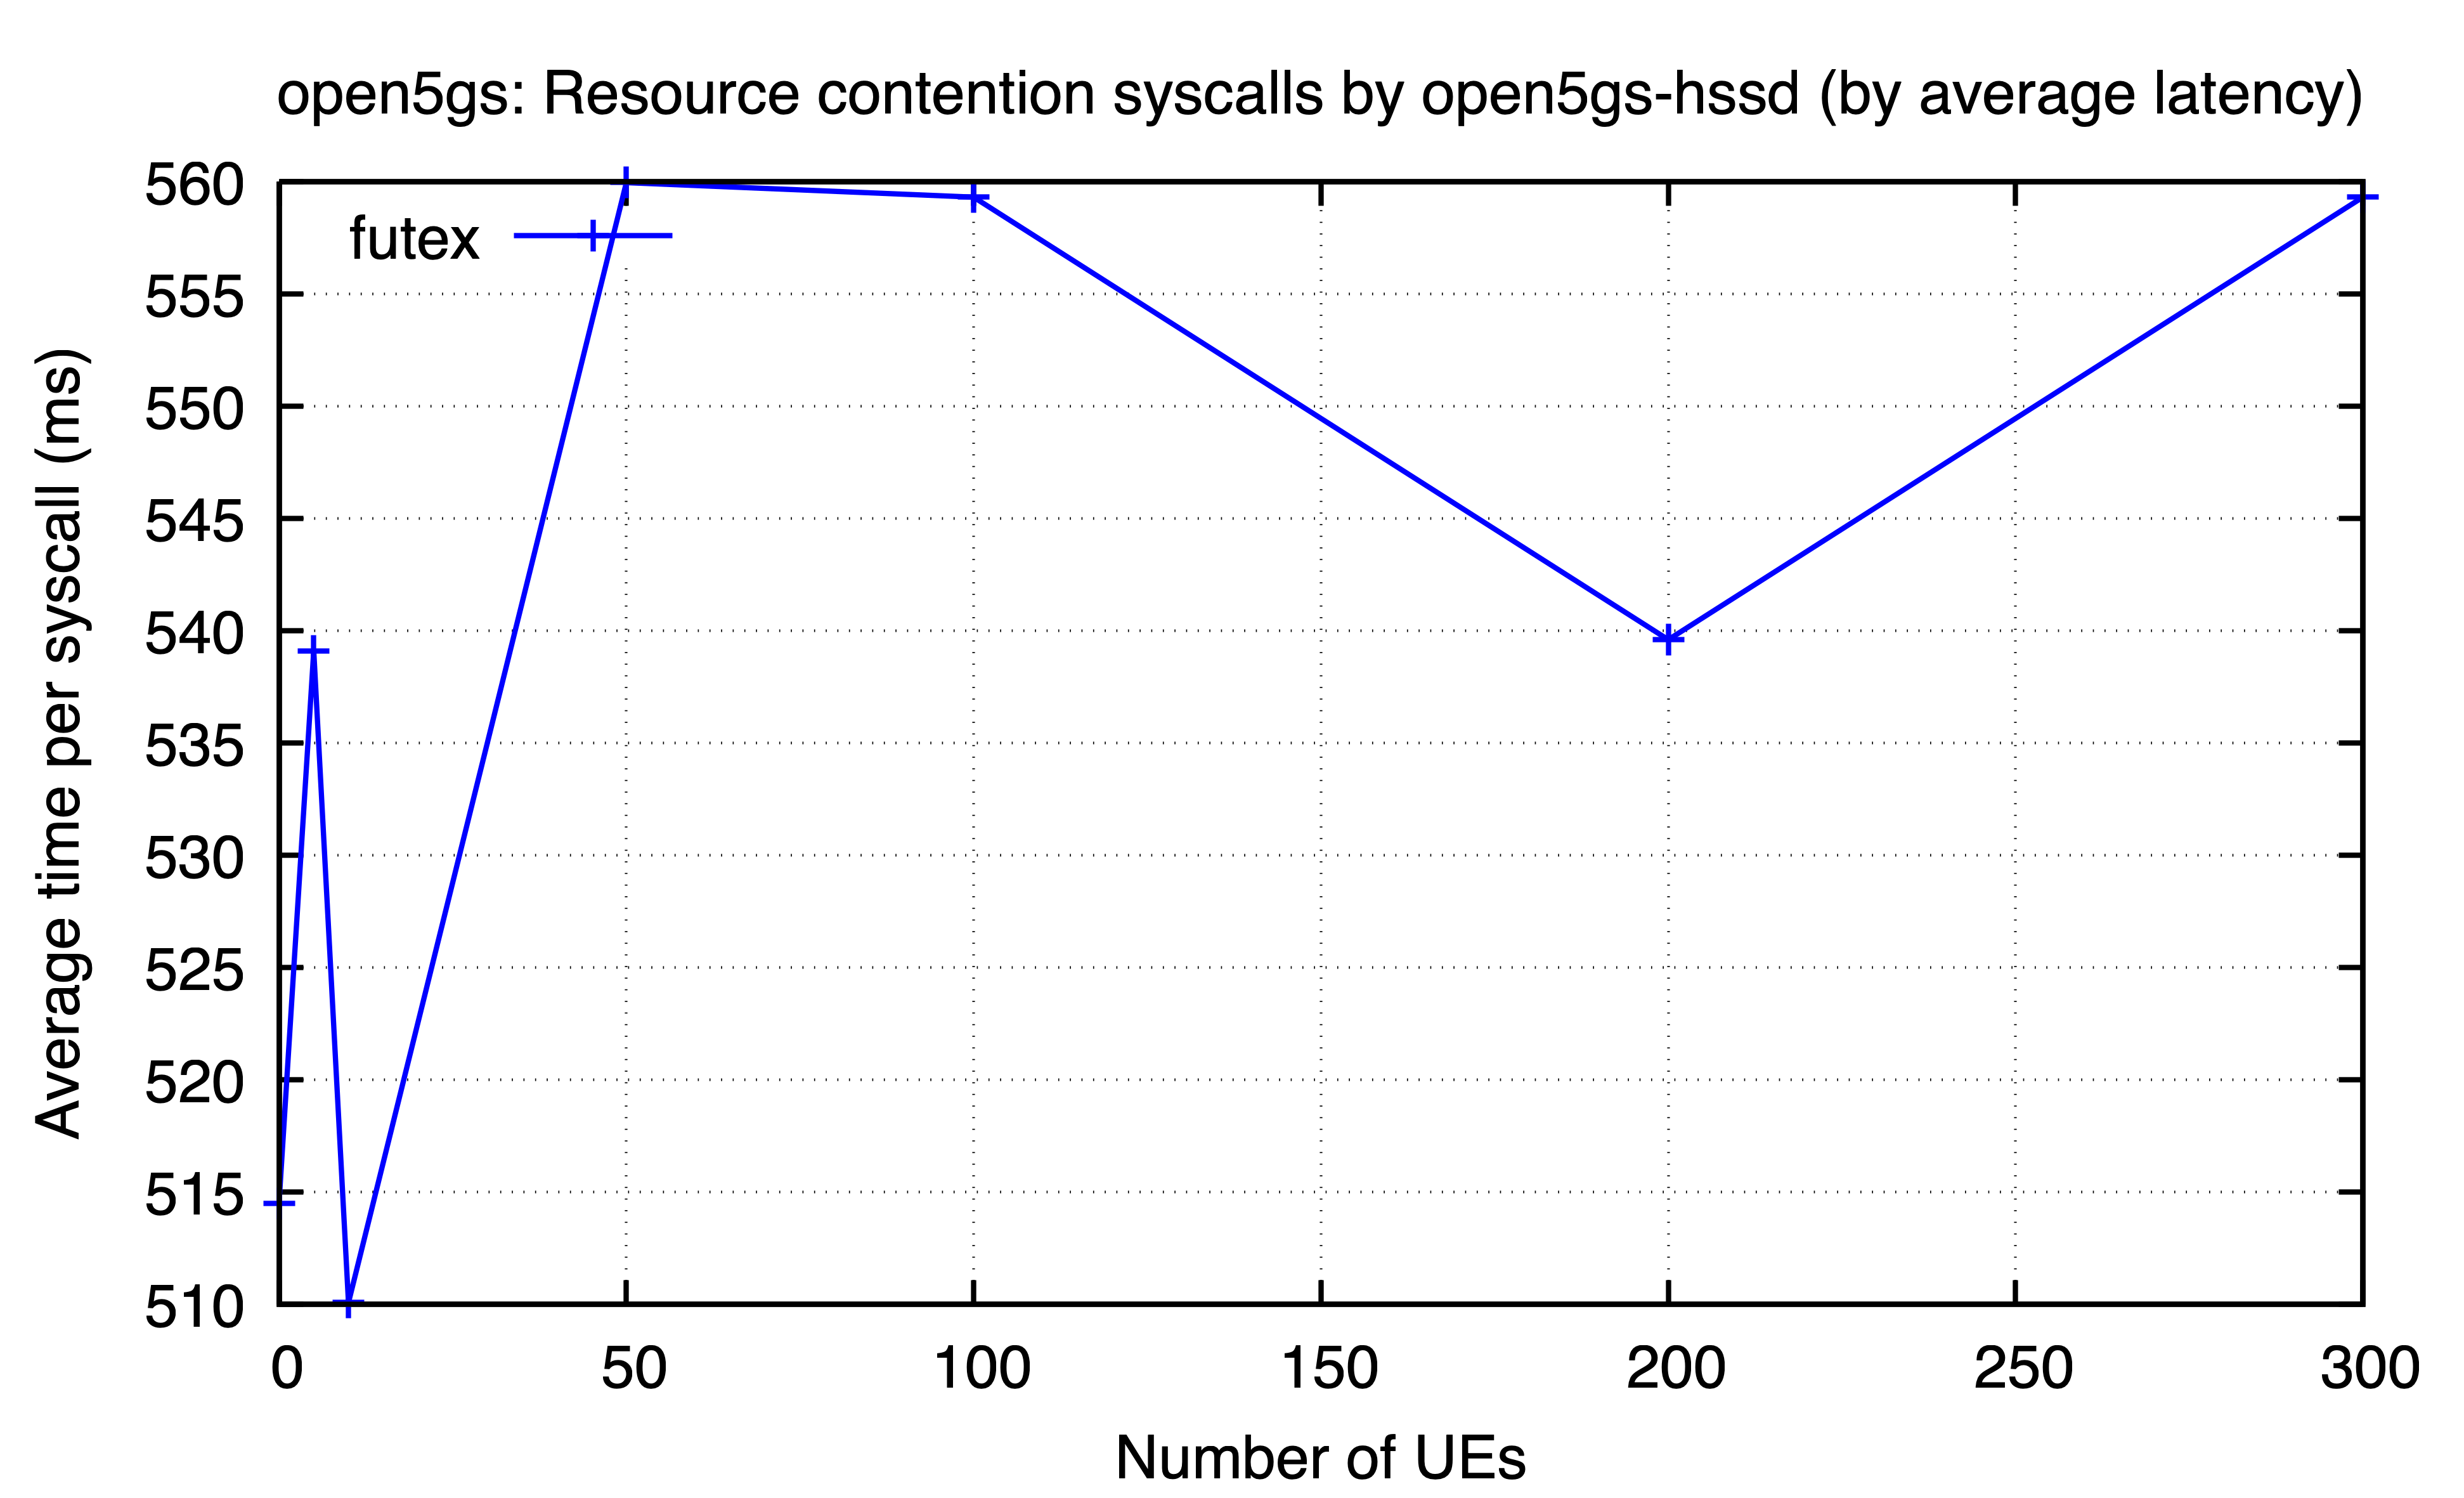 open5gs: Resource contention syscalls by open5gs-hssd (by average latency)
560
futex
555
550
545
540
535
530
525
520
515
510
Average time per syscall (ms)
0 50 100 150 200 250 300
Number of UEs